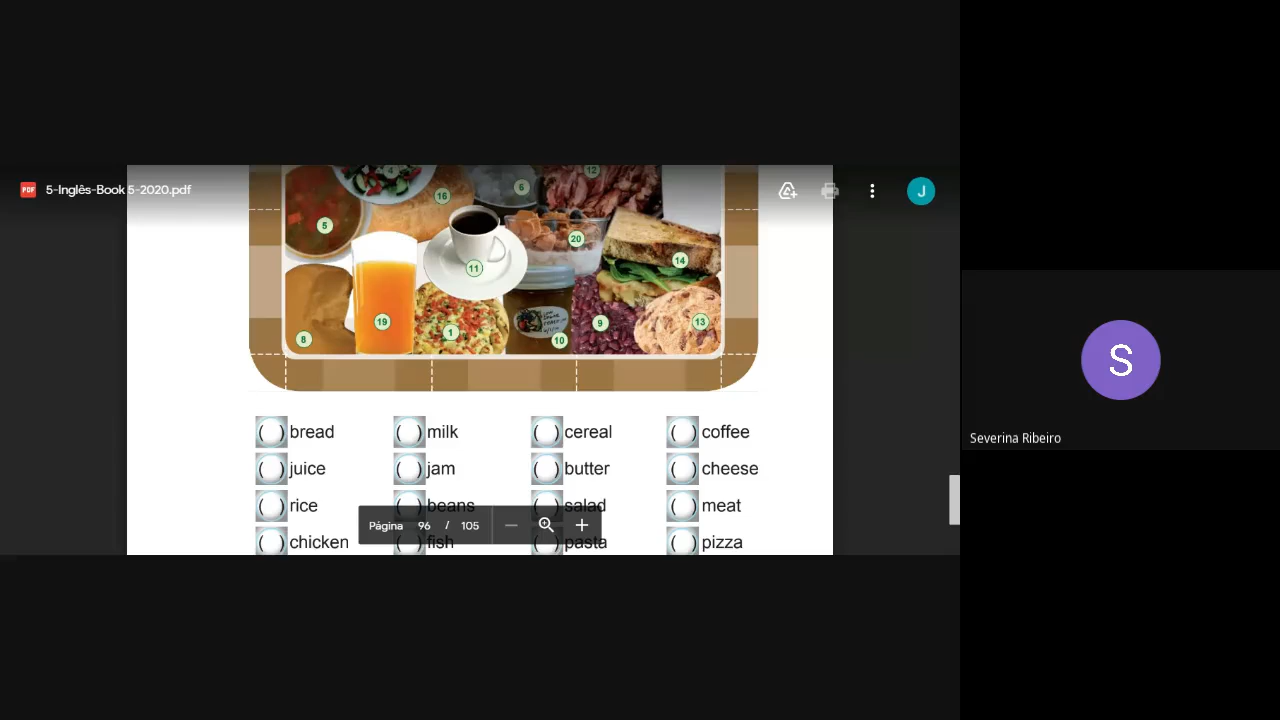 5-Inglês-Book 5-2020.pdf
J
4
12
6
16
5
20
14
11
19
9
13
1
8
10
( ) bread ( ) milk ( ) cereal ( ) coffee
( ) juice ( ) jam ( ) butter ( ) cheese
( ) rice ( ) beans ( ) salad ( ) meat
Página 96 / 105
( ) chicken ( ) fish ( ) pasta ( ) pizza
S
Severina Ribeiro